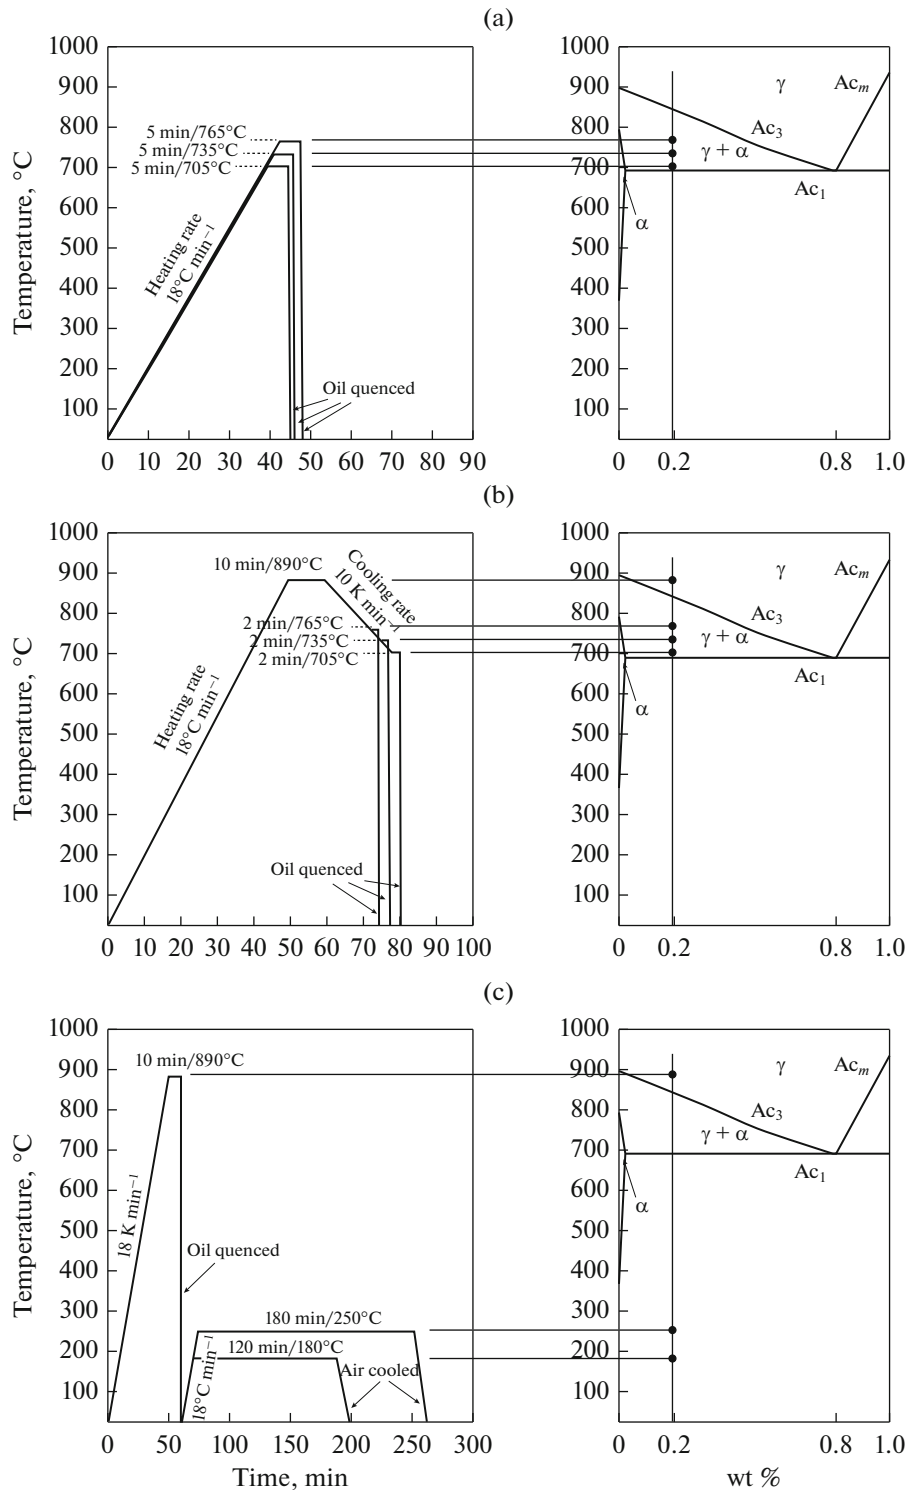 (a)
1000
900
800
700
600
500
400
300
200
100
Temperature, °C
5 min/765°C
5 min/735°C
5 min/705°C
Heating rate
18°C min⁻¹
Oil quenced
0 10 20 30 40 50 60 70 80 90
1000
900
800
700
600
500
400
300
200
100
γ
Acm
Ac3
γ + α
Ac1
α
0 0.2 0.8 1.0
(b)
1000
900
800
700
600
500
400
300
200
100
Temperature, °C
10 min/890°C
Cooling rate
10 K min⁻¹
2 min/765°C
2 min/735°C
2 min/705°C
Heating rate
18°C min⁻¹
Oil quenced
0 10 20 30 40 50 60 70 80 90 100
1000
900
800
700
600
500
400
300
200
100
γ
Acm
Ac3
γ + α
Ac1
α
0 0.2 0.8 1.0
(c)
1000
900
800
700
600
500
400
300
200
100
Temperature, °C
10 min/890°C
18 K min⁻¹
Oil quenced
180 min/250°C
120 min/180°C
18°C min⁻¹
Air cooled
0 50 100 150 200 250 300
Time, min
1000
900
800
700
600
500
400
300
200
100
γ
Acm
Ac3
γ + α
Ac1
α
0 0.2 0.8 1.0
wt %